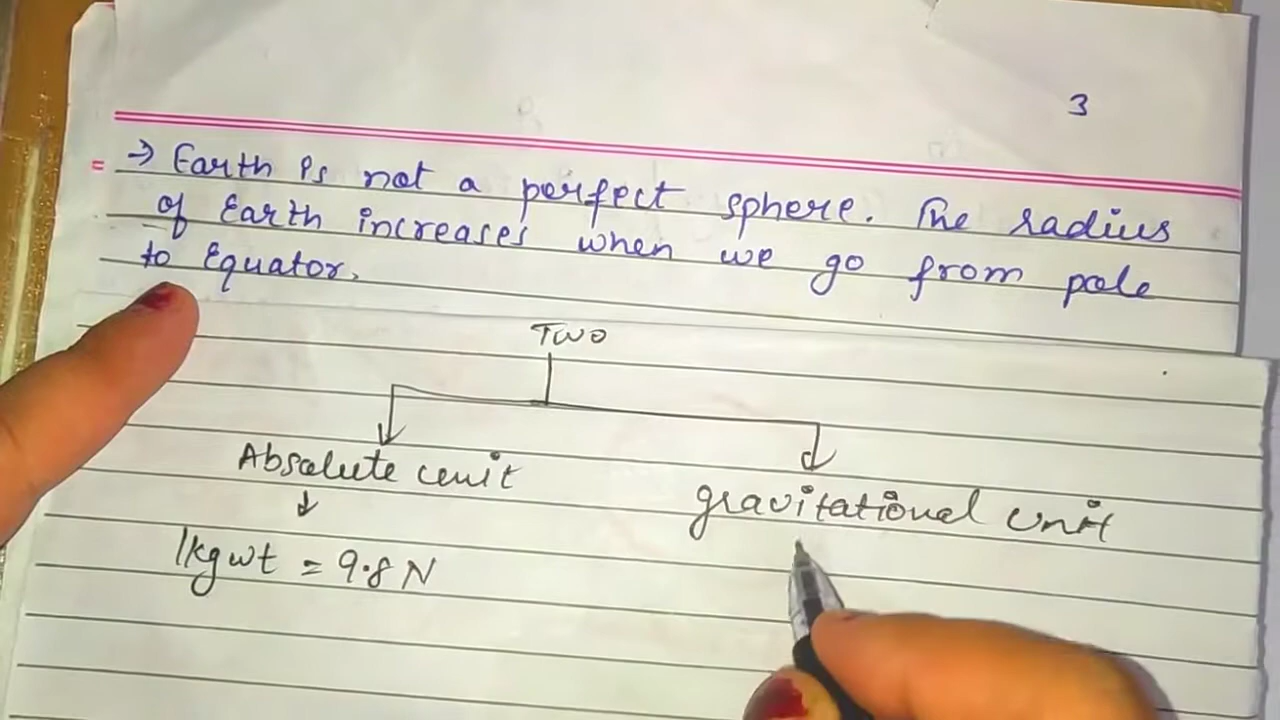 3
= → Earth is not a perfect sphere. The radius
of Earth increases when we go from pole
to Equator.
Two
Absolute unit
gravitational unit
↓
1kgwt = 9.8 N